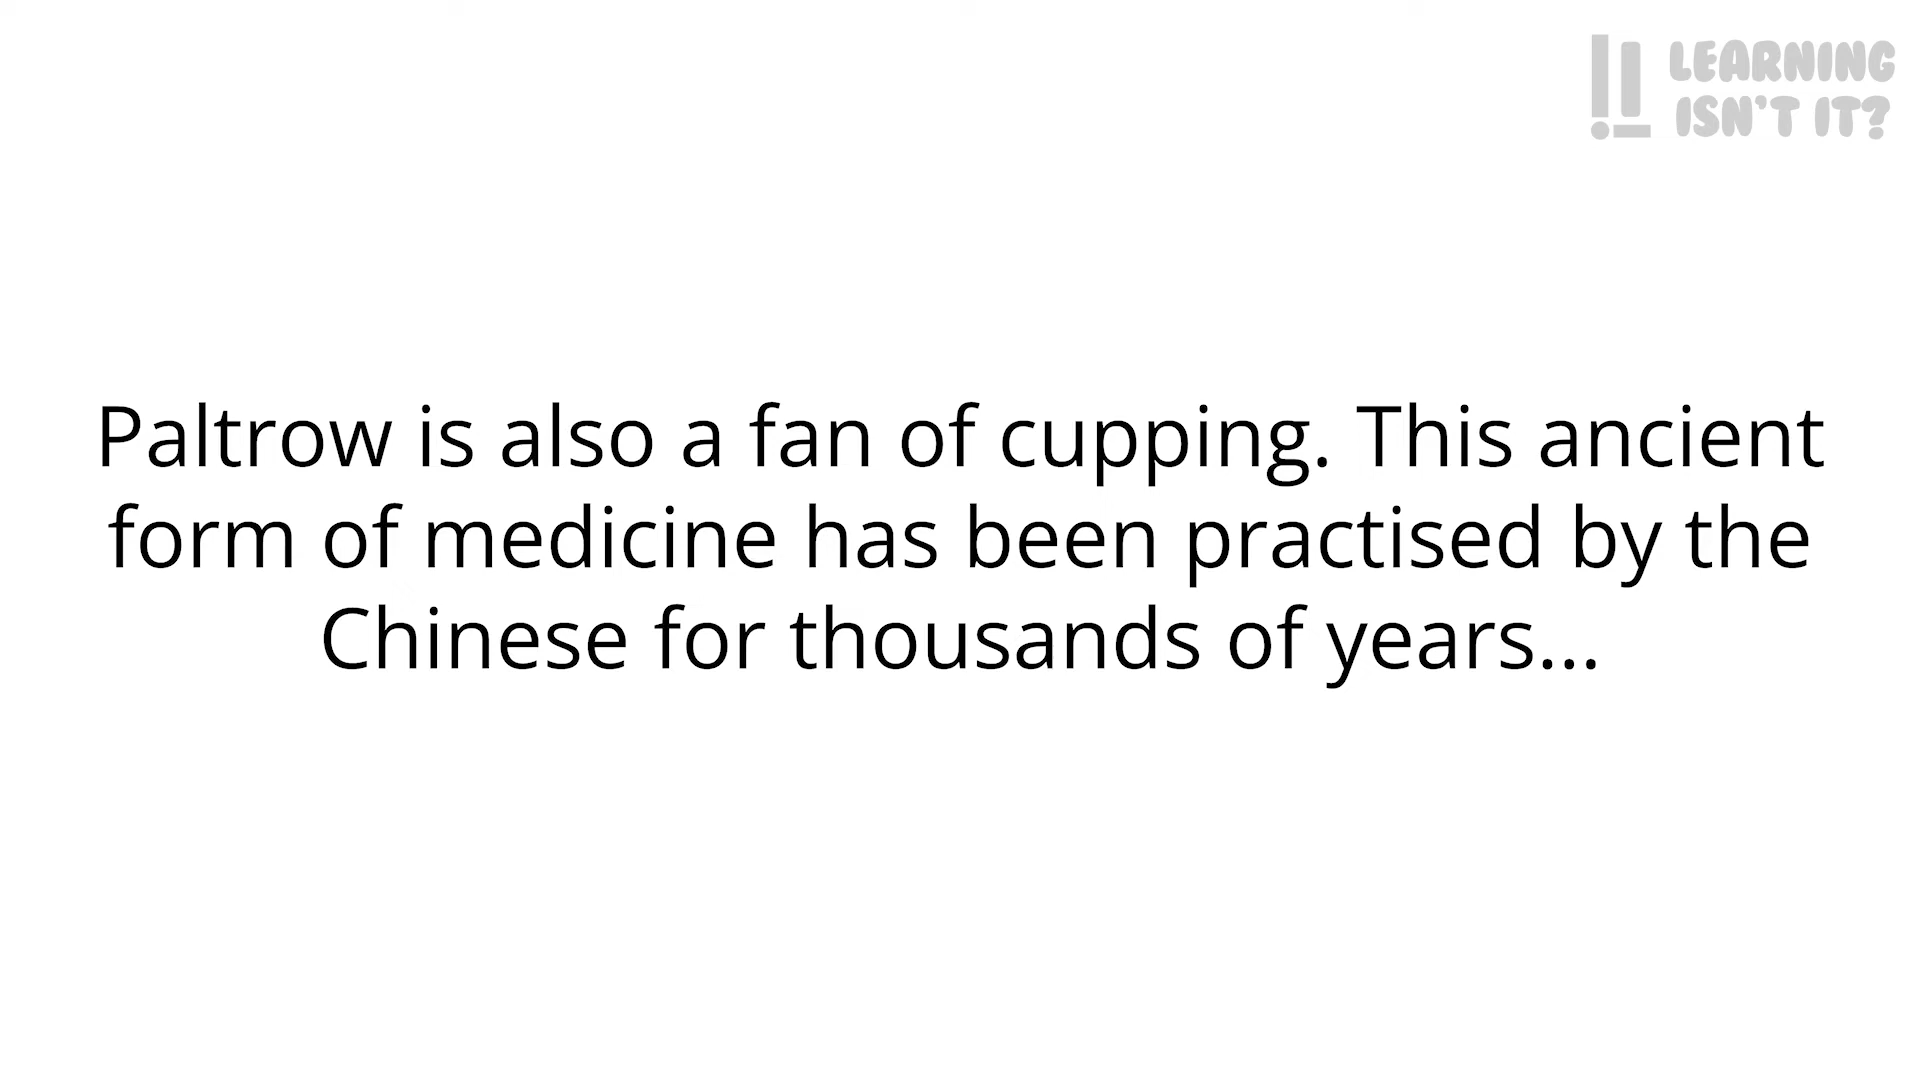 LEARNING
ISN'T IT?
Paltrow is also a fan of cupping. This ancient
form of medicine has been practised by the
Chinese for thousands of years...